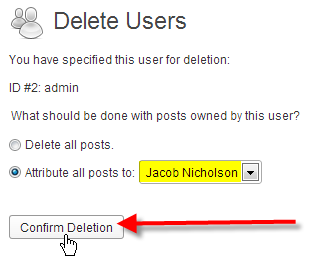 Delete Users
You have specified this user for deletion:
ID #2: admin
What should be done with posts owned by this user?
Delete all posts.
Attribute all posts to: Jacob Nicholson
Confirm Deletion